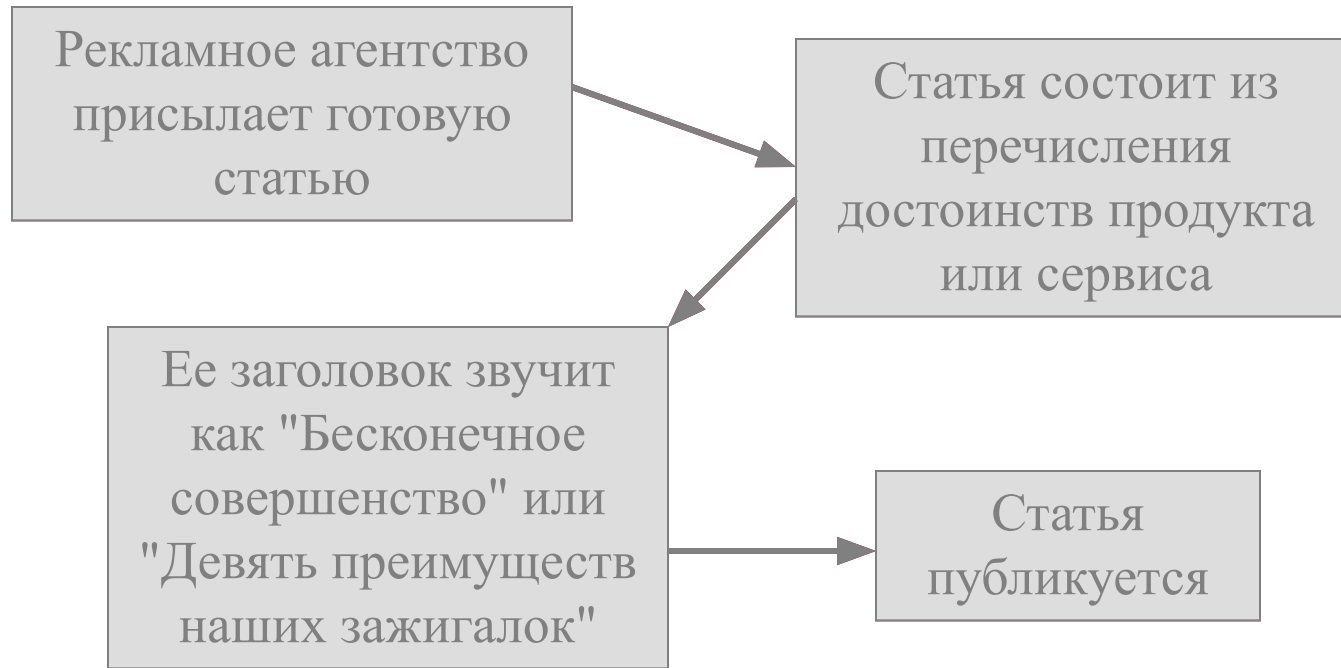 Рекламное агентство
присылает готовую
статью
Статья состоит из
перечисления
достоинств продукта
или сервиса
Ее заголовок звучит
как "Бесконечное
совершенство" или
"Девять преимуществ
наших зажигалок"
Статья
публикуется